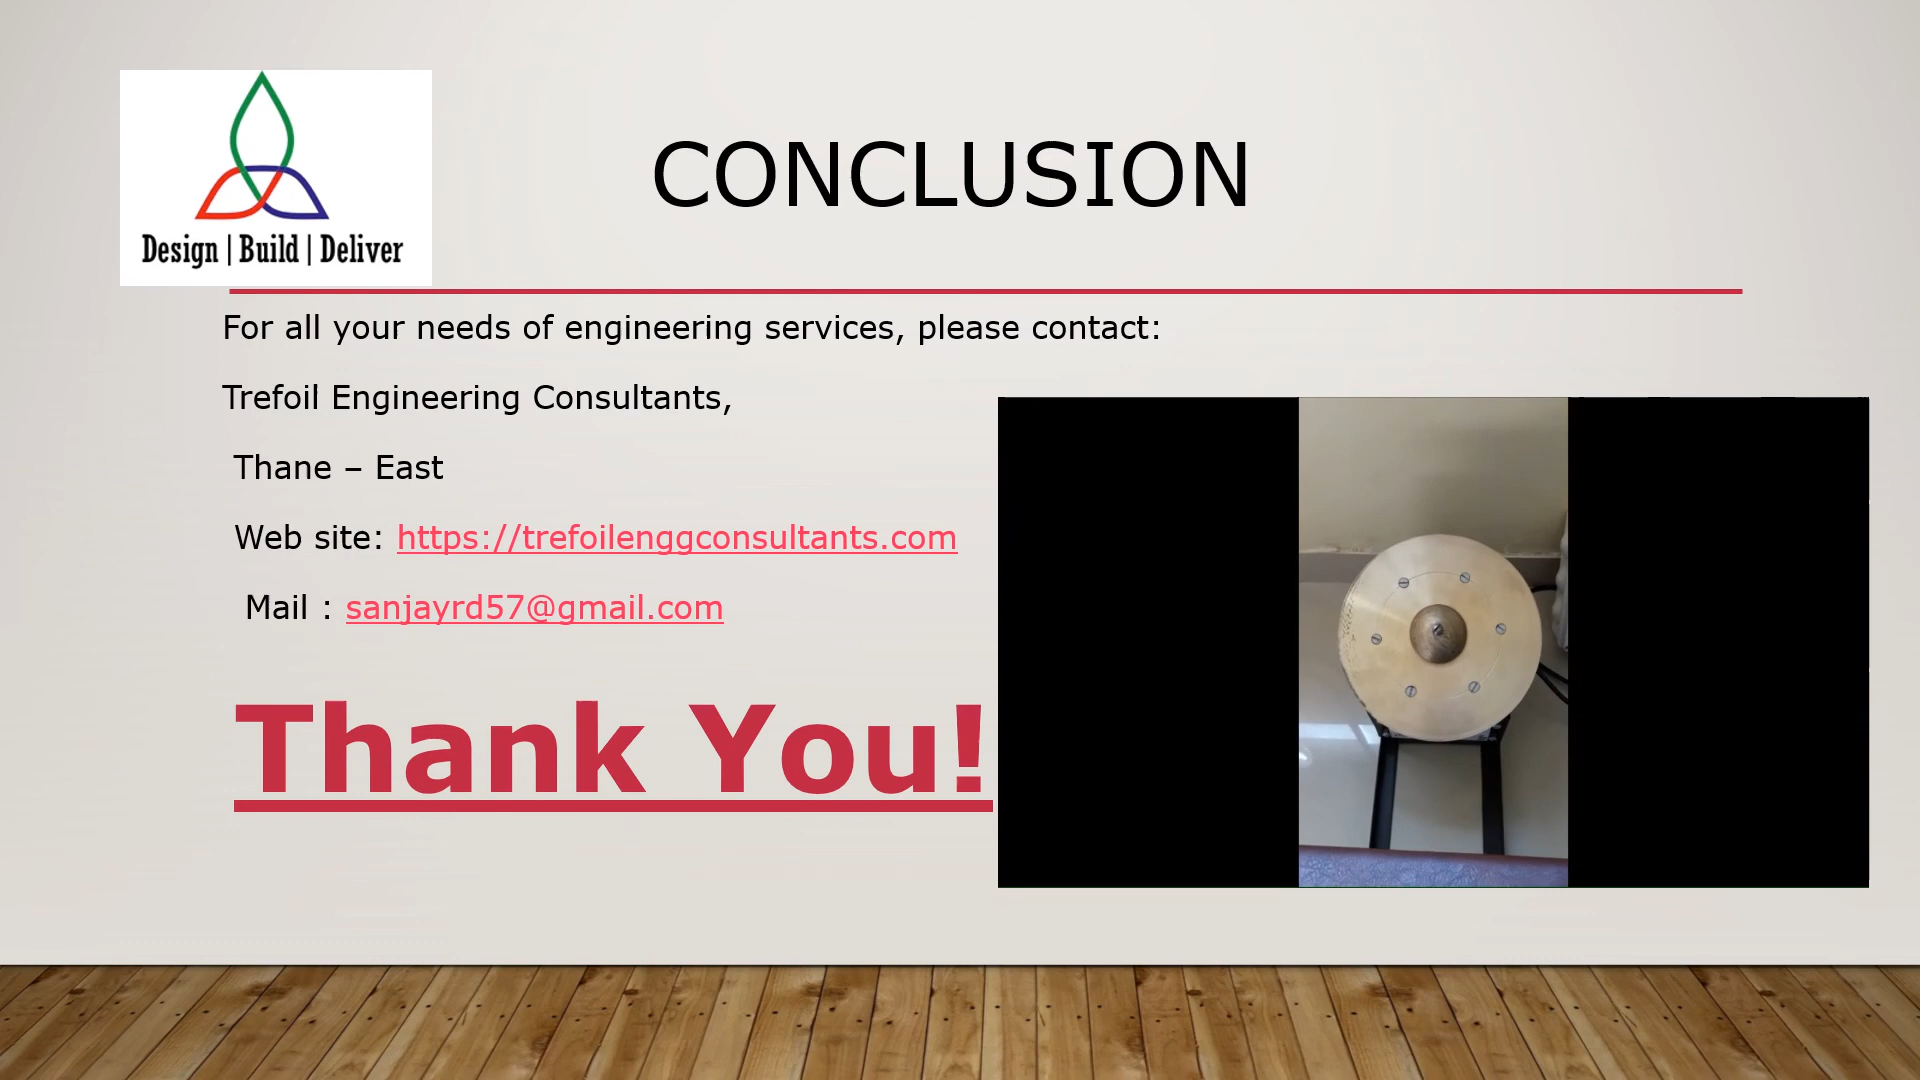 Design | Build | Deliver
CONCLUSION
For all your needs of engineering services, please contact:
Trefoil Engineering Consultants,
Thane – East
Web site: https://trefoilenggconsultants.com
Mail : sanjayrd57@gmail.com
Thank You!